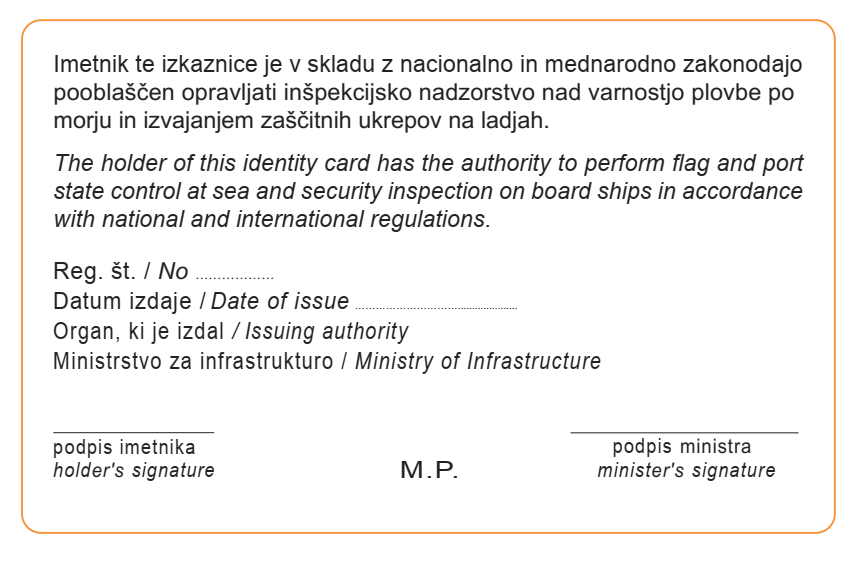 Imetnik te izkaznice je v skladu z nacionalno in mednarodno zakonodajo
pooblaščen opravljati inšpekcijsko nadzorstvo nad varnostjo plovbe po
morju in izvajanjem zaščitnih ukrepov na ladjah.
The holder of this identity card has the authority to perform flag and port
state control at sea and security inspection on board ships in accordance
with national and international regulations.
Reg. št. / No ..................
Datum izdaje / Date of issue ................................................
Organ, ki je izdal / Issuing authority
Ministrstvo za infrastrukturo / Ministry of Infrastructure
podpis imetnika
holder's signature
M.P.
podpis ministra
minister's signature